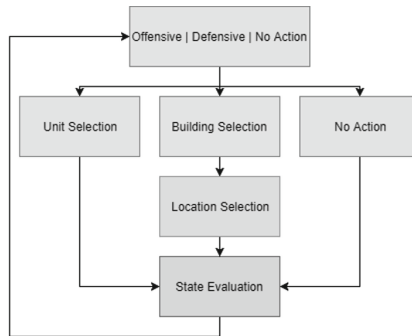 Offensive | Defensive | No Action
Unit Selection
Building Selection
No Action
Location Selection
State Evaluation